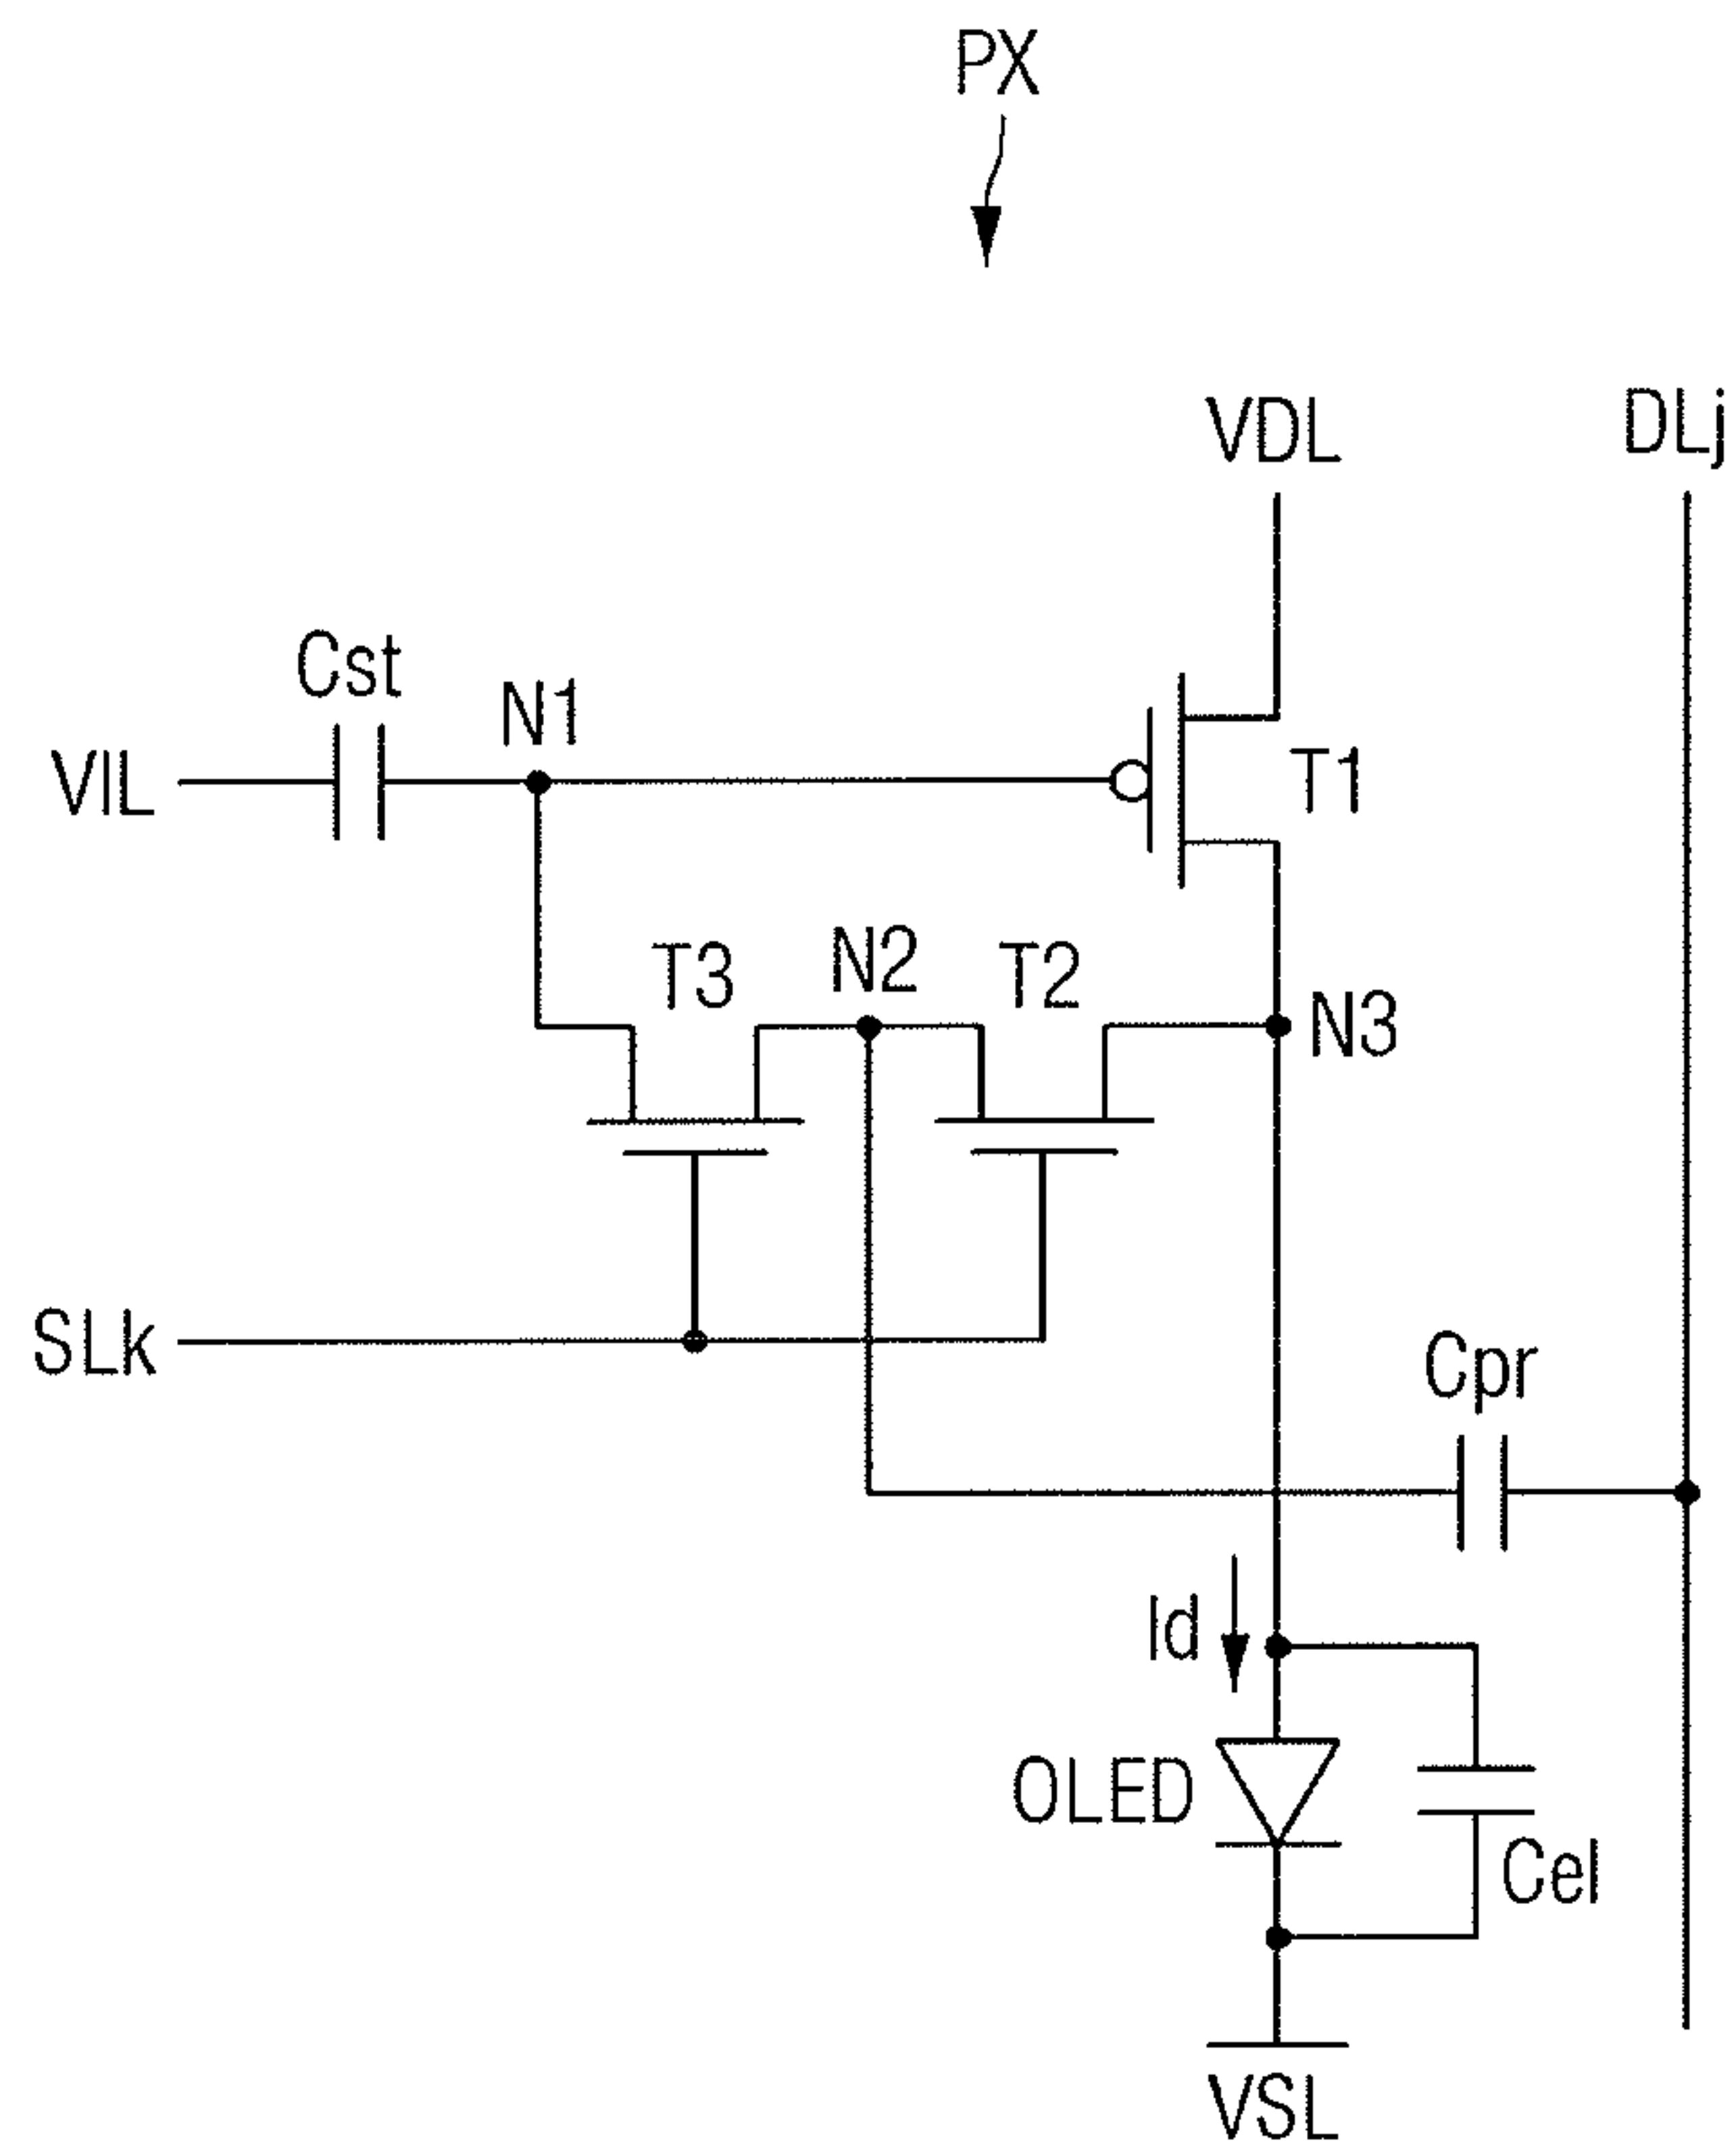 PX
VDL
DLj
Cst
N1
VIL
T1
T3
N2
T2
N3
SLk
Cpr
Id
OLED
Cel
VSL